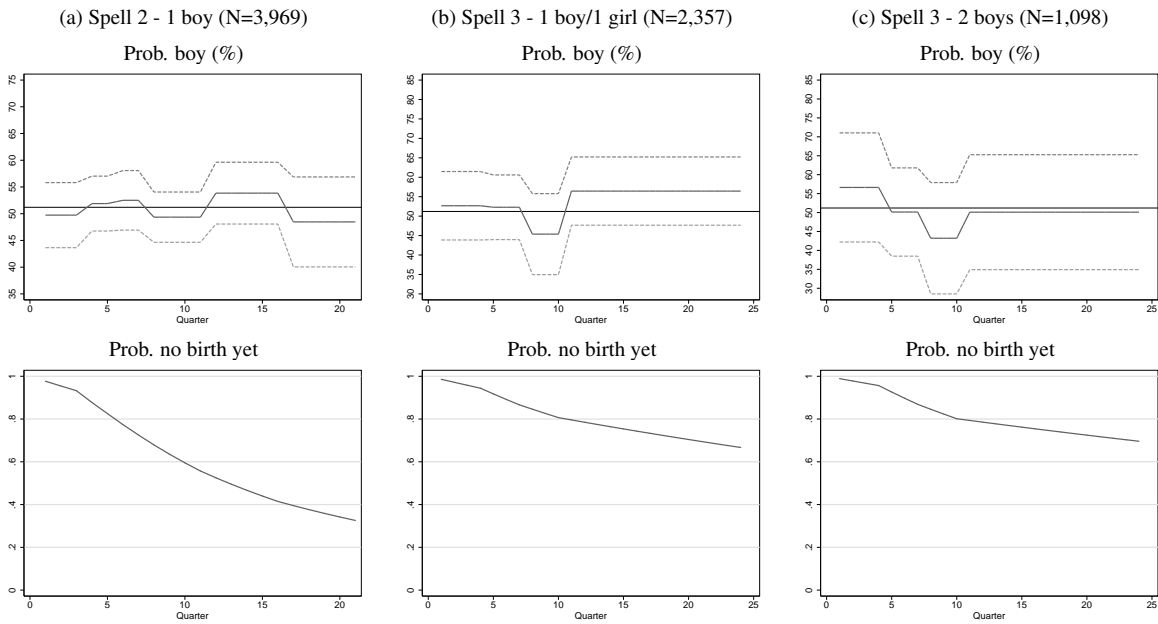 (a) Spell 2 - 1 boy (N=3,969)
Prob. boy (%)
75
70
65
60
55
50
45
40
35
0 5 10 15 20
Quarter
Prob. no birth yet
1
.8
.6
.4
.2
0
0 5 10 15 20
Quarter
(b) Spell 3 - 1 boy/1 girl (N=2,357)
Prob. boy (%)
85
80
75
70
65
60
55
50
45
40
35
30
0 5 10 15 20 25
Quarter
Prob. no birth yet
1
.8
.6
.4
.2
0
0 5 10 15 20 25
Quarter
(c) Spell 3 - 2 boys (N=1,098)
Prob. boy (%)
85
80
75
70
65
60
55
50
45
40
35
30
0 5 10 15 20 25
Quarter
Prob. no birth yet
1
.8
.6
.4
.2
0
0 5 10 15 20 25
Quarter